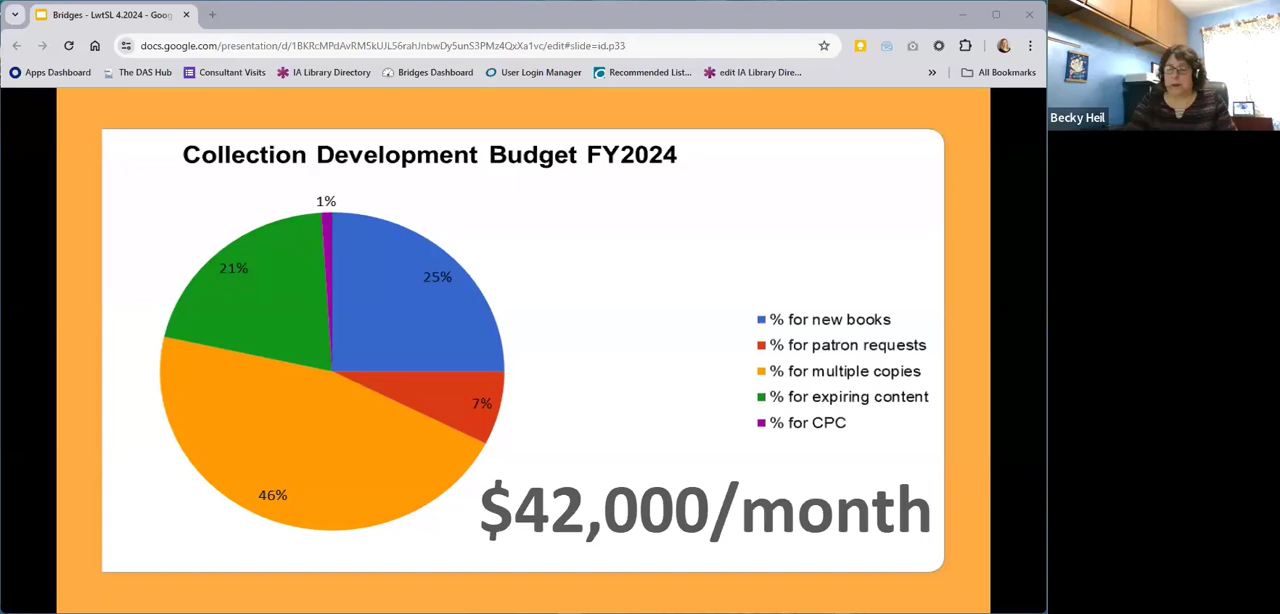 Bridges - LwtSL 4.2024 - Goog
docs.google.com/presentation/d/1BKRcMPdAvRM5kUJL56rahJnbwDy5unS3PMz4QxXa1vc/edit#slide=id.p33
Apps Dashboard
The DAS Hub
Consultant Visits
IA Library Directory
Bridges Dashboard
User Login Manager
Recommended List...
edit IA Library Dire...
All Bookmarks
Becky Heil
Collection Development Budget FY2024
1%
21%
25%
7%
46%
% for new books
% for patron requests
% for multiple copies
% for expiring content
% for CPC
$42,000/month